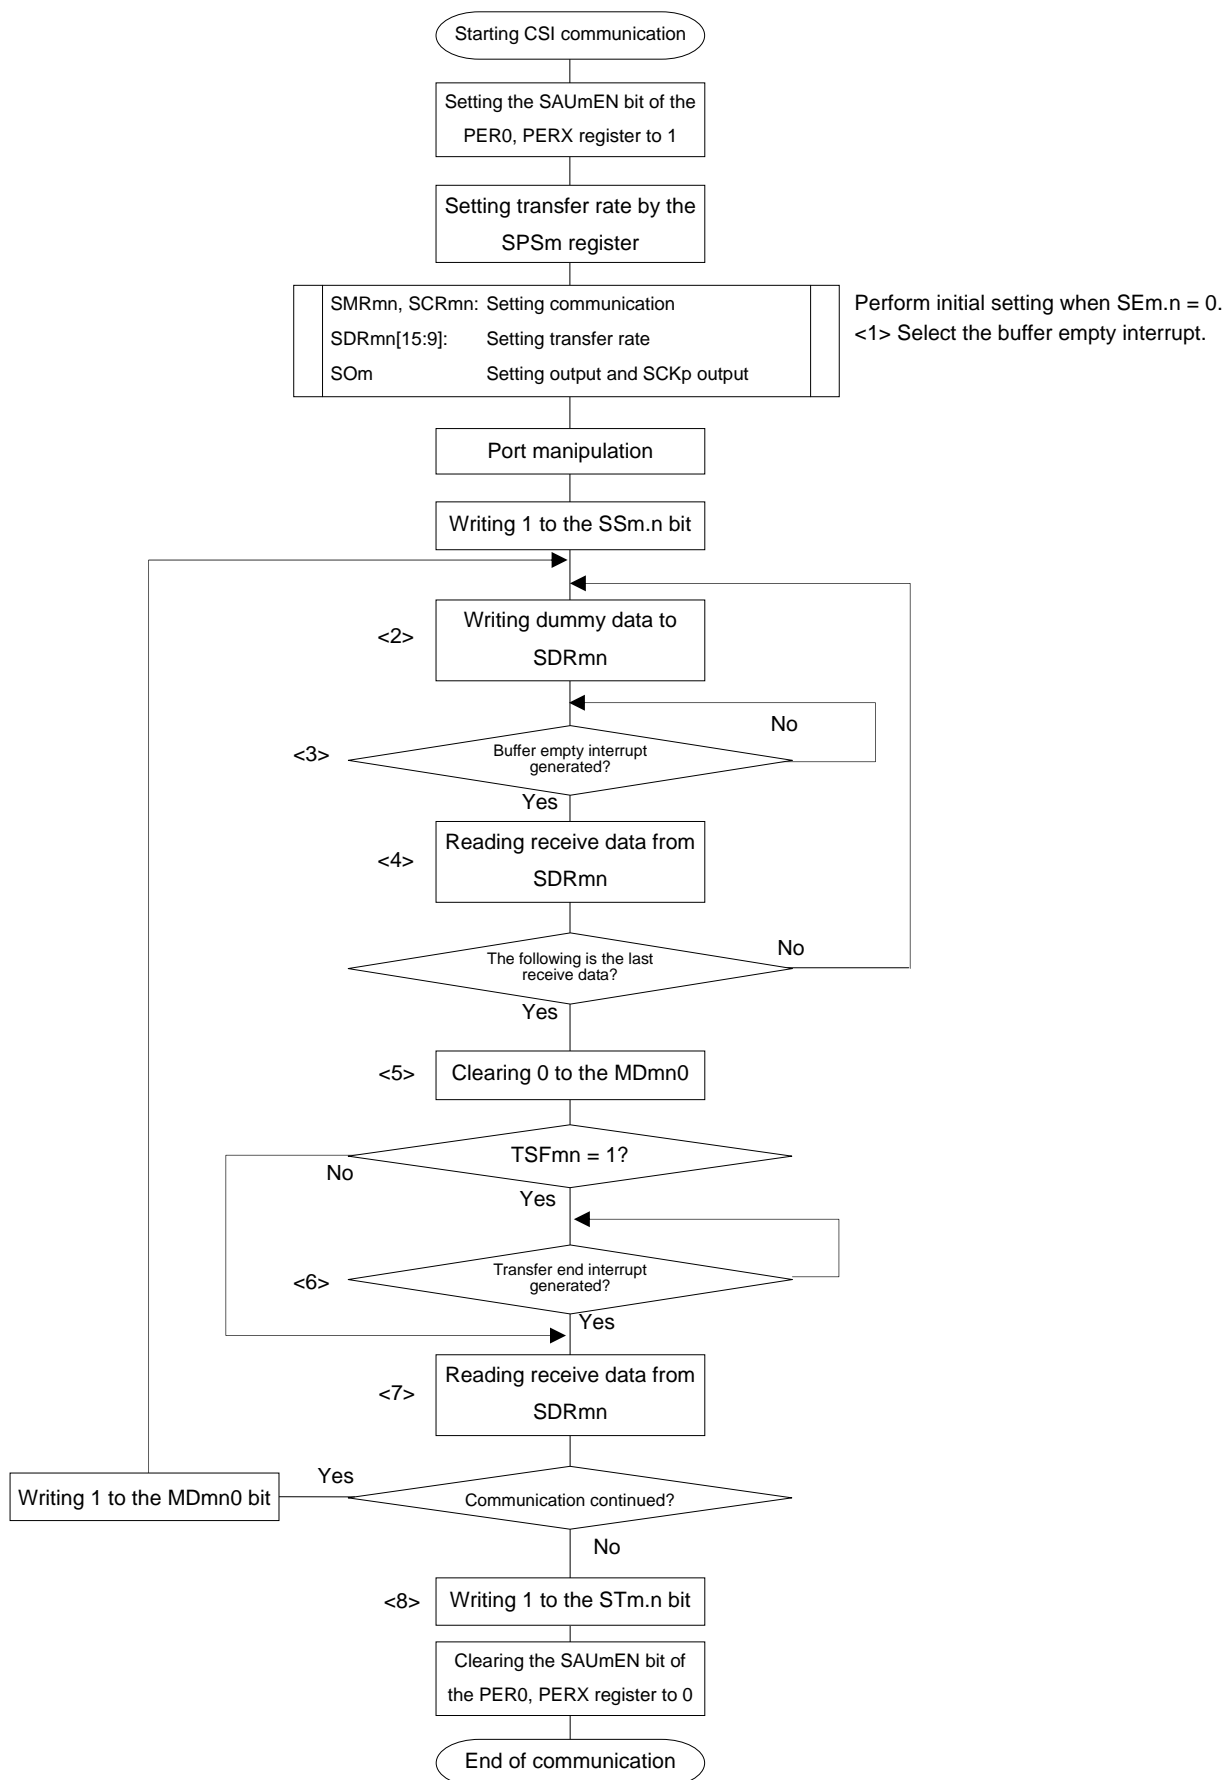 Starting CSI communication
Setting the SAUmEN bit of the
PER0, PERX register to 1
Setting transfer rate by the
SPSm register
SMRmn, SCRmn: Setting communication
SDRmn[15:9]: Setting transfer rate
SOm Setting output and SCKp output
Perform initial setting when SEm.n = 0.
<1> Select the buffer empty interrupt.
Port manipulation
Writing 1 to the SSm.n bit
<2>
Writing dummy data to
SDRmn
No
<3>
Buffer empty interrupt
generated?
Yes
<4>
Reading receive data from
SDRmn
The following is the last
receive data?
No
Yes
<5>
Clearing 0 to the MDmn0
TSFmn = 1?
No
Yes
<6>
Transfer end interrupt
generated?
Yes
<7>
Reading receive data from
SDRmn
Yes
Writing 1 to the MDmn0 bit
Communication continued?
No
<8>
Writing 1 to the STm.n bit
Clearing the SAUmEN bit of
the PER0, PERX register to 0
End of communication